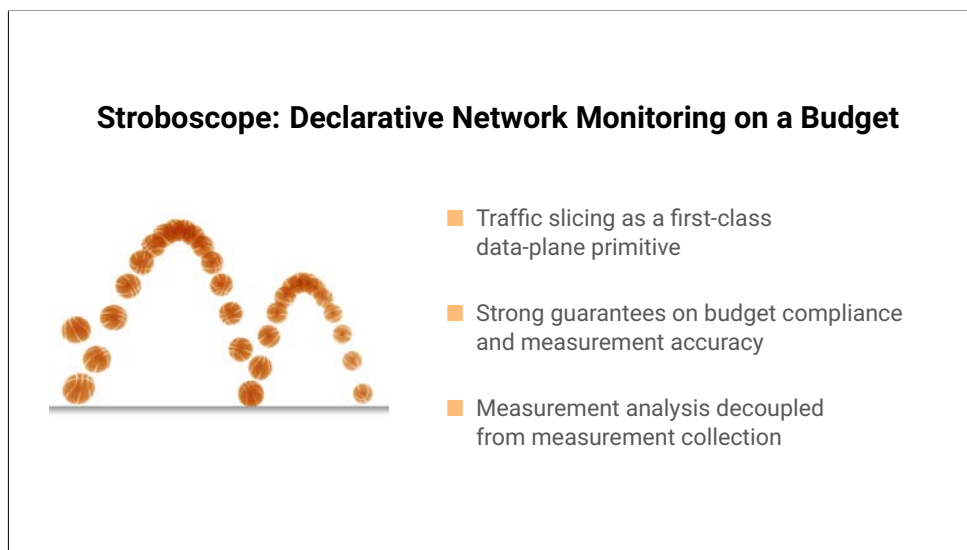 Stroboscope: Declarative Network Monitoring on a Budget
Traffic slicing as a first-class
data-plane primitive
Strong guarantees on budget compliance
and measurement accuracy
Measurement analysis decoupled
from measurement collection